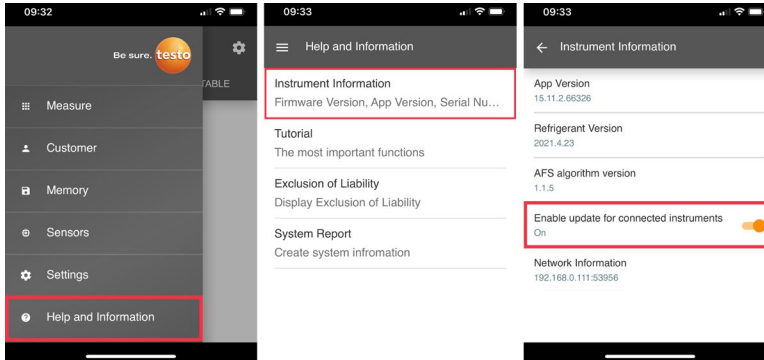 09:32
Be sure. testo
TABLE
Measure
Customer
Memory
Sensors
Settings
Help and Information
09:33
Help and Information
Instrument Information
Firmware Version, App Version, Serial Nu...
Tutorial
The most important functions
Exclusion of Liability
Display Exclusion of Liability
System Report
Create system infromation
09:33
Instrument Information
App Version
15.11.2.66326
Refrigerant Version
2021.4.23
AFS algorithm version
1.1.5
Enable update for connected instruments
On
Network Information
192.168.0.111:53956